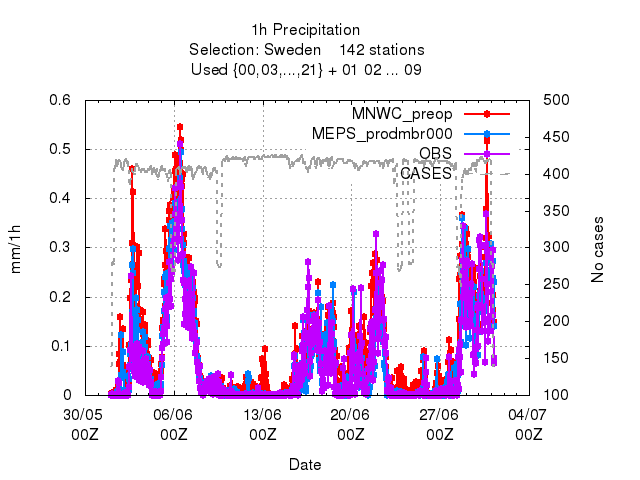 1h Precipitation
Selection: Sweden 142 stations
Used {00,03,...,21} + 01 02 ... 09
MNWC_preop
MEPS_prodmbr000
OBS
CASES
0.6
0.5
0.4
0.3
0.2
0.1
0
mm/1h
500
450
400
350
300
250
200
150
100
No cases
30/05 06/06 13/06 20/06 27/06 04/07
00Z 00Z 00Z 00Z 00Z 00Z
Date